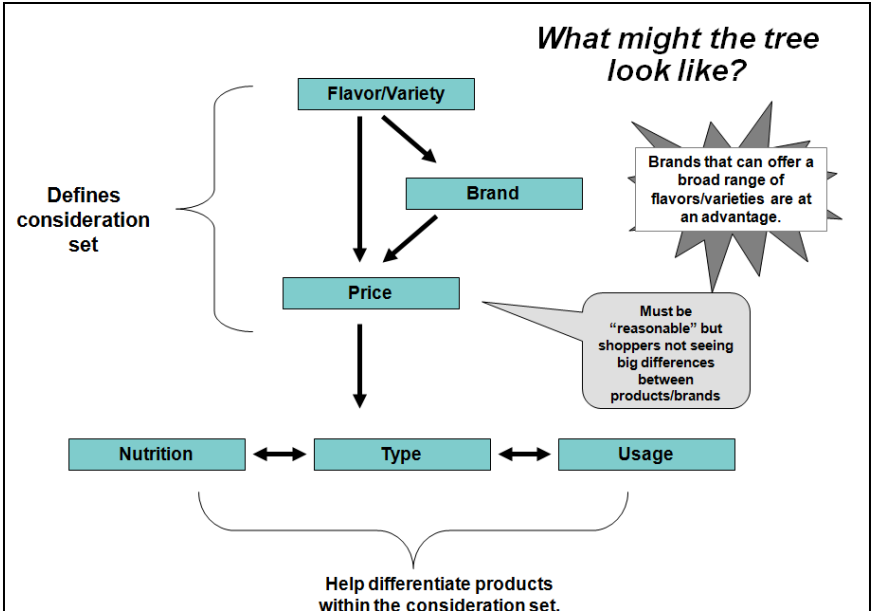 What might the tree
look like?
Flavor/Variety
Brands that can offer a
broad range of
flavors/varieties are at
an advantage.
Brand
Defines
consideration
set
Price
Must be
“reasonable” but
shoppers not seeing
big differences
between
products/brands
Nutrition
Type
Usage
Help differentiate products
within the consideration set.